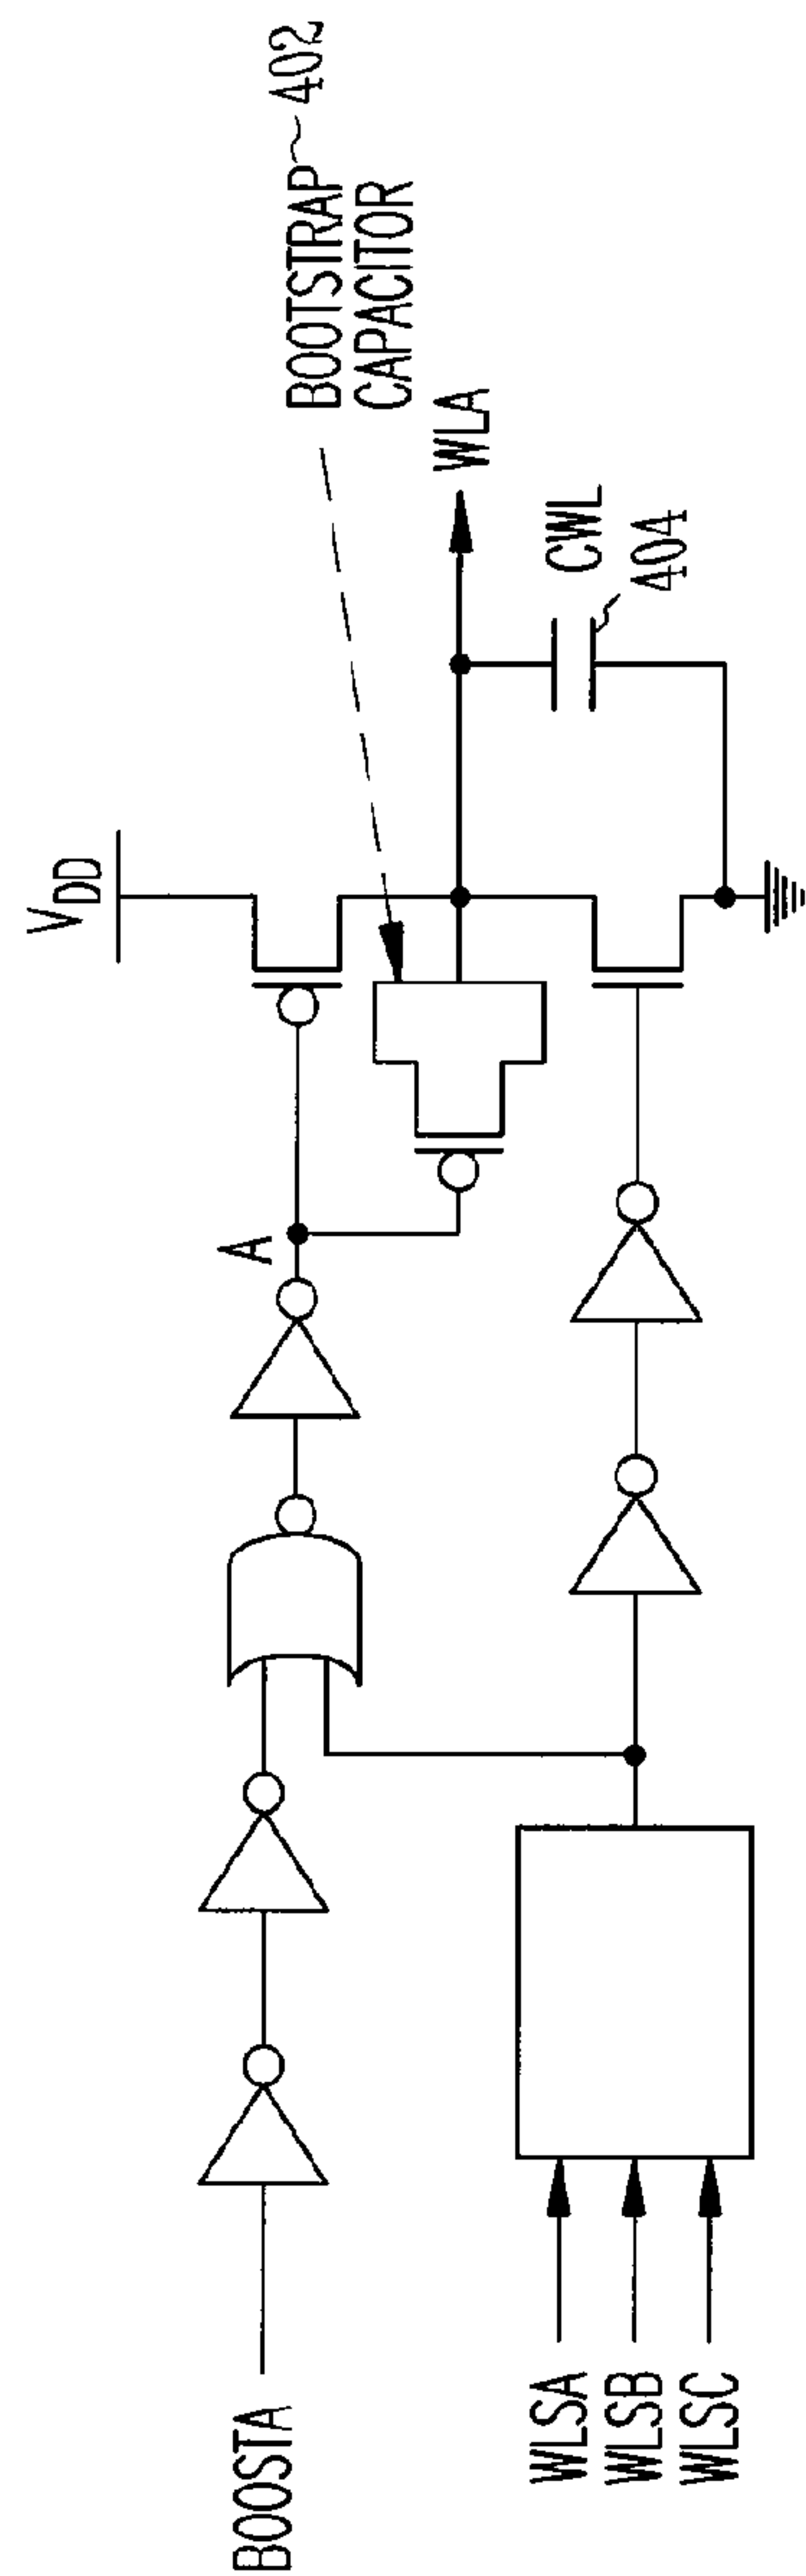 BOOSTA
WLSA
WLSB
WLSC
A
V_DD
BOOTSTRAP~402
CAPACITOR
WLA
CWL
404